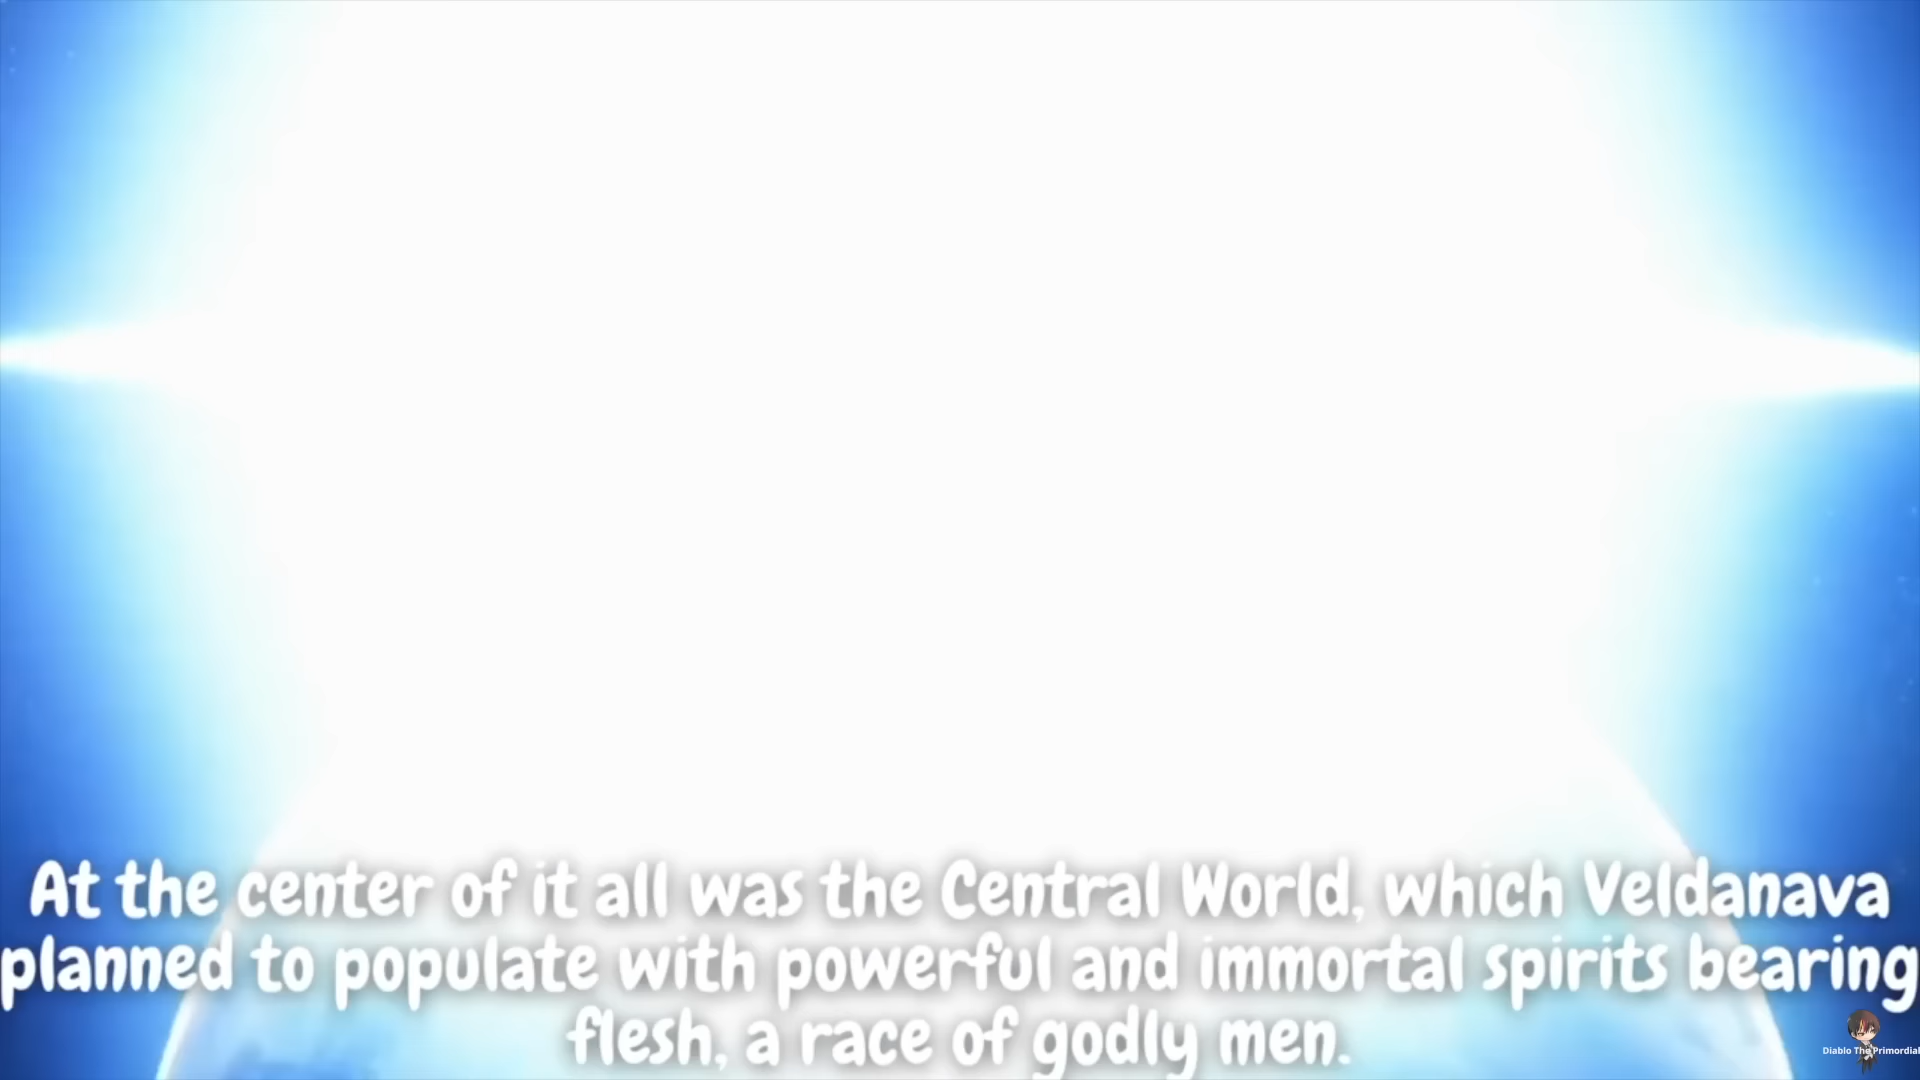 At the center of it all was the Central World, which Veldanava
planned to populate with powerful and immortal spirits bearing
flesh, a race of godly men.
Diablo The Primordial